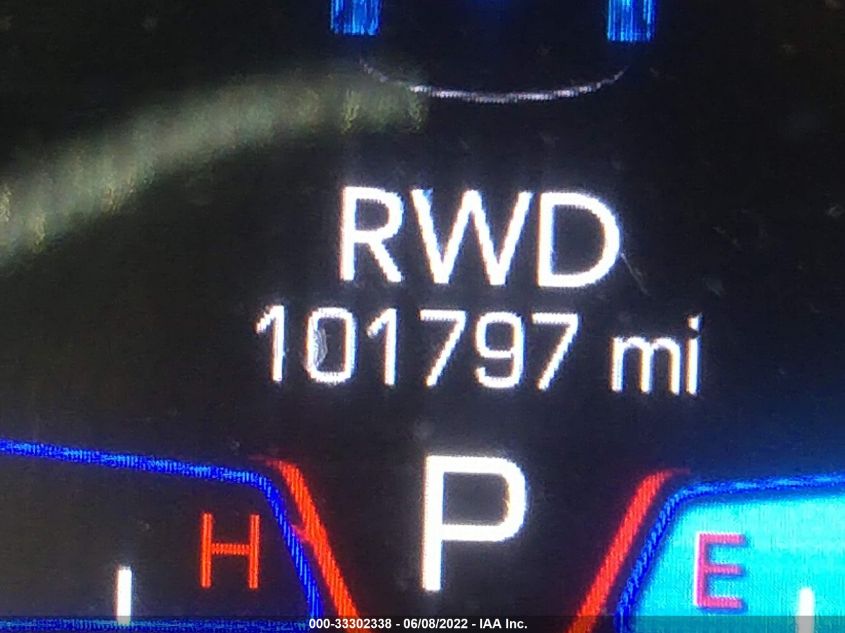 RWD
101797 mi
P
H
E
000-33302338 - 06/08/2022 - IAA Inc.